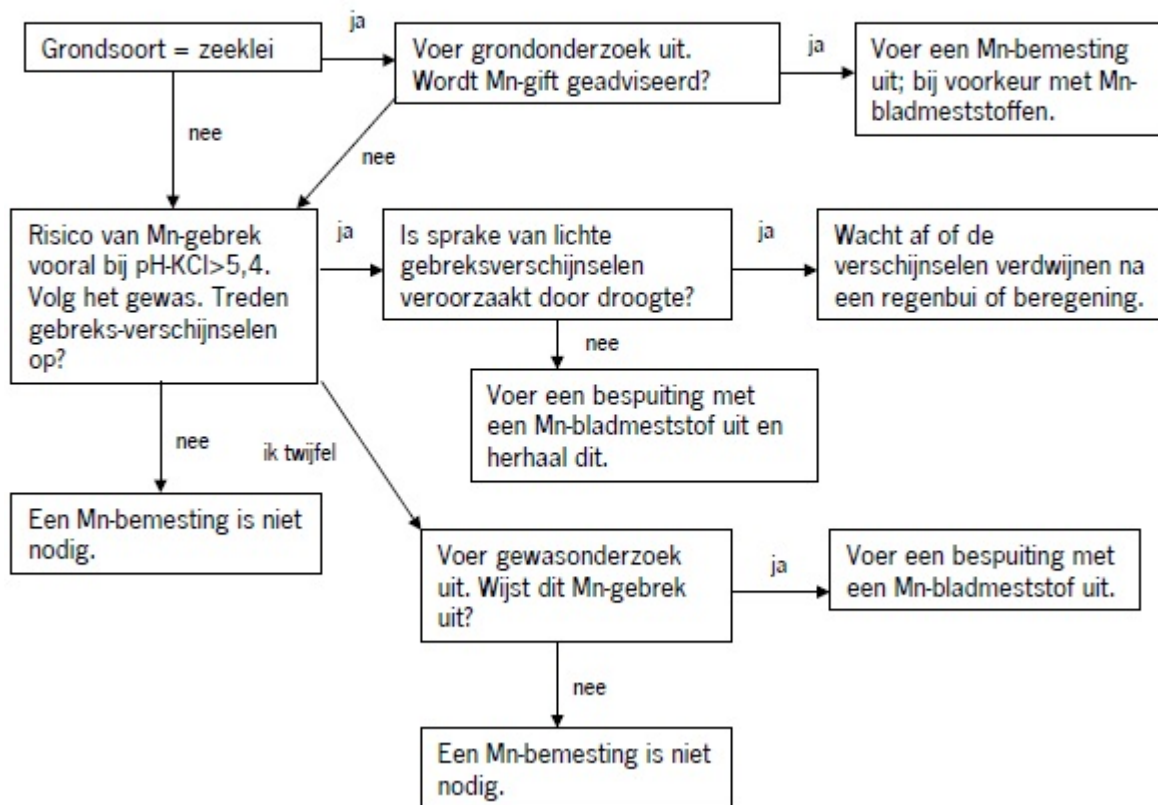 Grondsoort = zeeklei
ja
Voer grondonderzoek uit.
Wordt Mn-gift geadviseerd?
ja
Voer een Mn-bemesting
uit; bij voorkeur met Mn-
bladmeststoffen.
nee
nee
Risico van Mn-gebrek
vooral bij pH-KCl>5,4.
Volg het gewas. Treden
gebreks-verschijnselen
op?
ja
Is sprake van lichte
gebreksverschijnselen
veroorzaakt door droogte?
ja
Wacht af of de
verschijnselen verdwijnen na
een regenbui of beregening.
nee
Voer een bespuiting met
een Mn-bladmeststof uit en
herhaal dit.
nee
ik twijfel
Een Mn-bemesting is niet
nodig.
Voer gewasonderzoek
uit. Wijst dit Mn-gebrek
uit?
ja
Voer een bespuiting met
een Mn-bladmeststof uit.
nee
Een Mn-bemesting is niet
nodig.